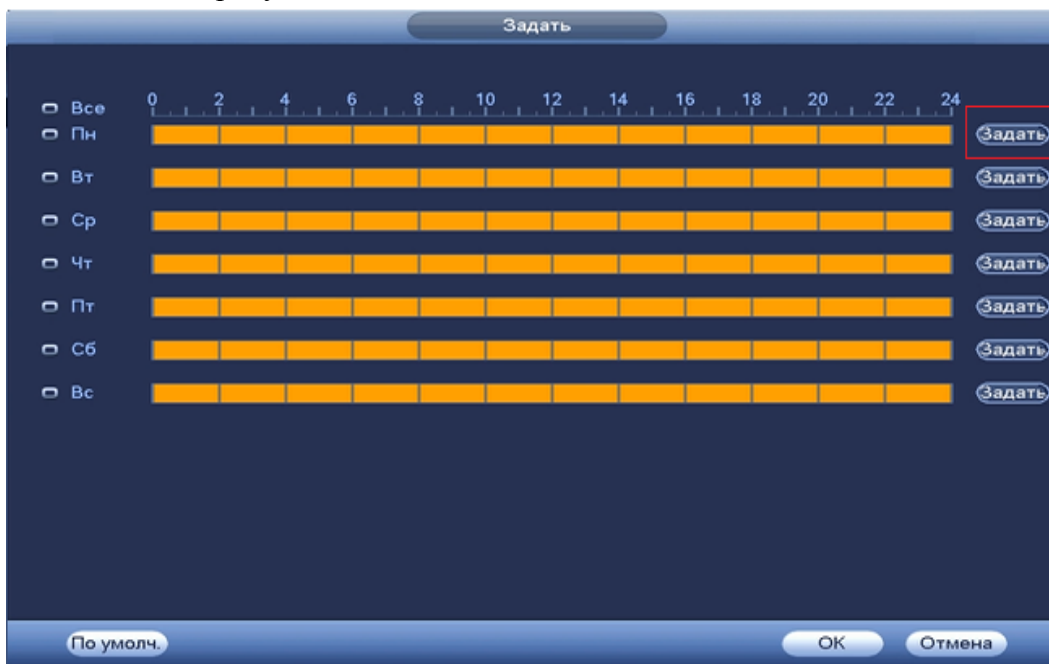 Задать
Все 0 2 4 6 8 10 12 14 16 18 20 22 24
Пн Задать
Вт Задать
Ср Задать
Чт Задать
Пт Задать
Сб Задать
Вс Задать
По умолч. OK Отмена